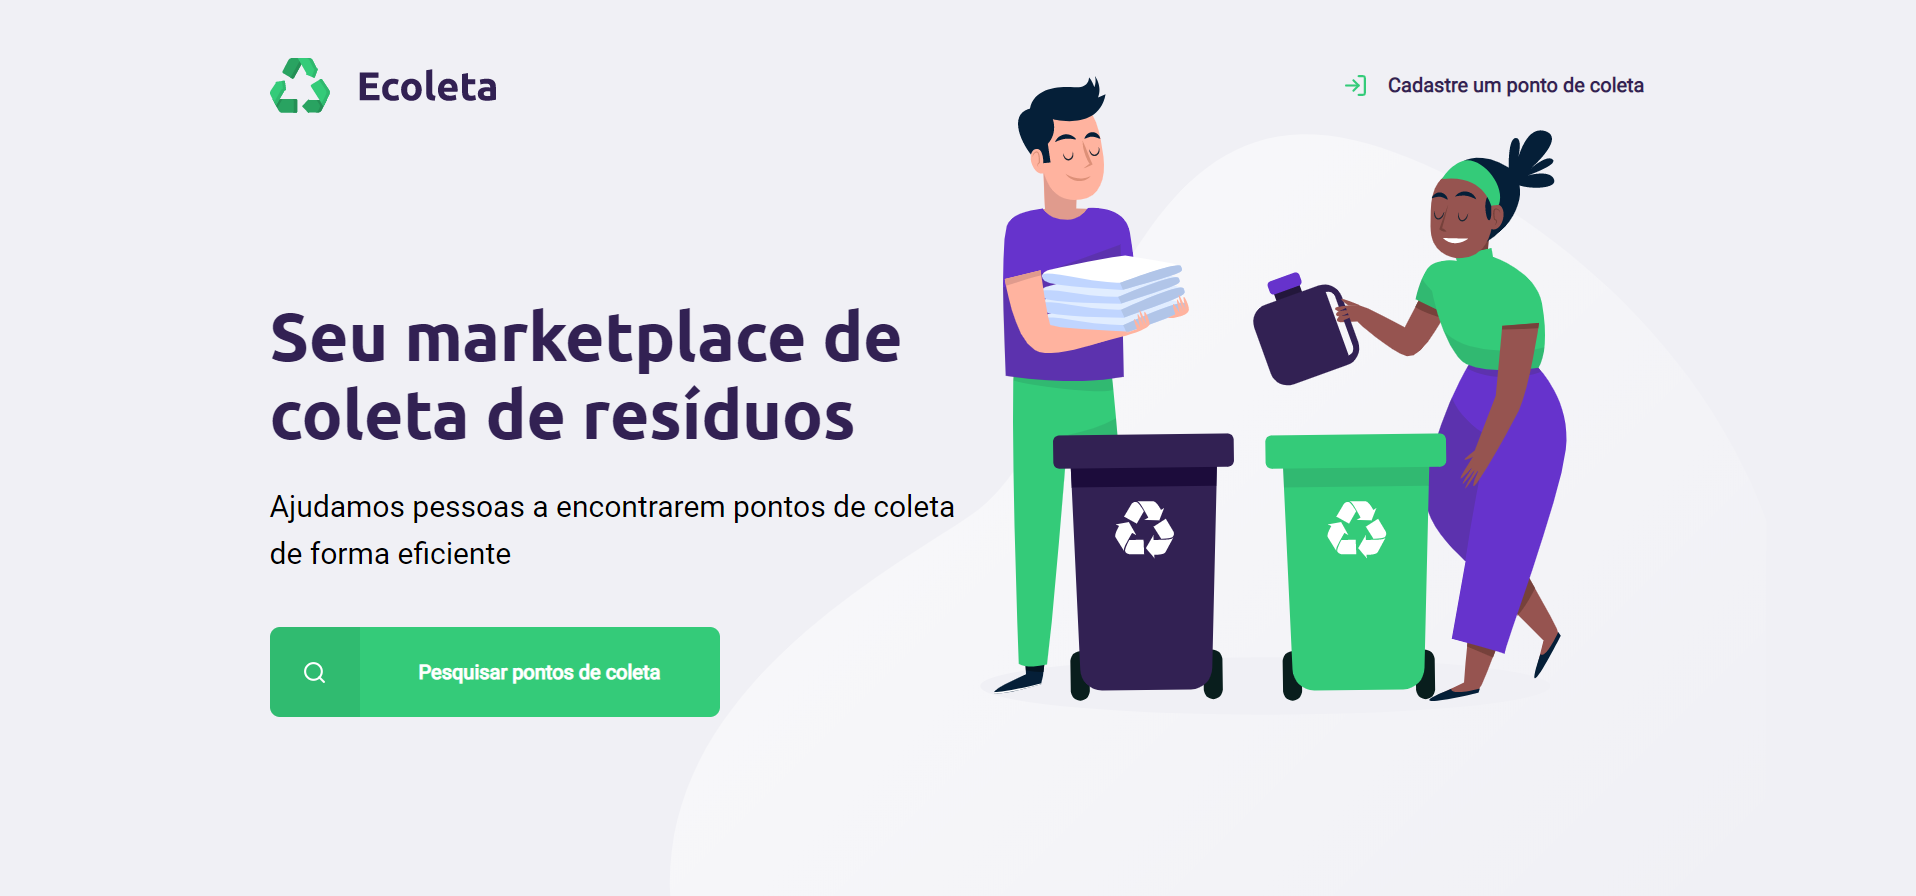 Ecoleta
Cadastre um ponto de coleta
Seu marketplace de
coleta de resíduos
Ajudamos pessoas a encontrarem pontos de coleta
de forma eficiente
Pesquisar pontos de coleta